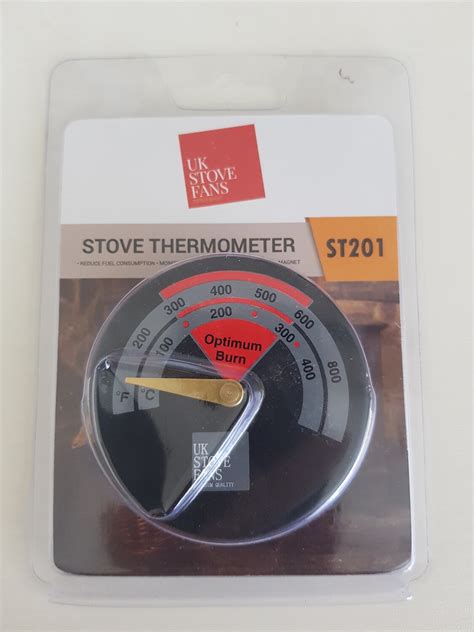 UK
STOVE
FANS
STOVE THERMOMETER
ST201
• REDUCE FUEL CONSUMPTION •
MAGNET
300 400 500 600
200 800
200 300
100 400
Optimum
Burn
°F °C
UK
STOVE
FANS
QUALITY